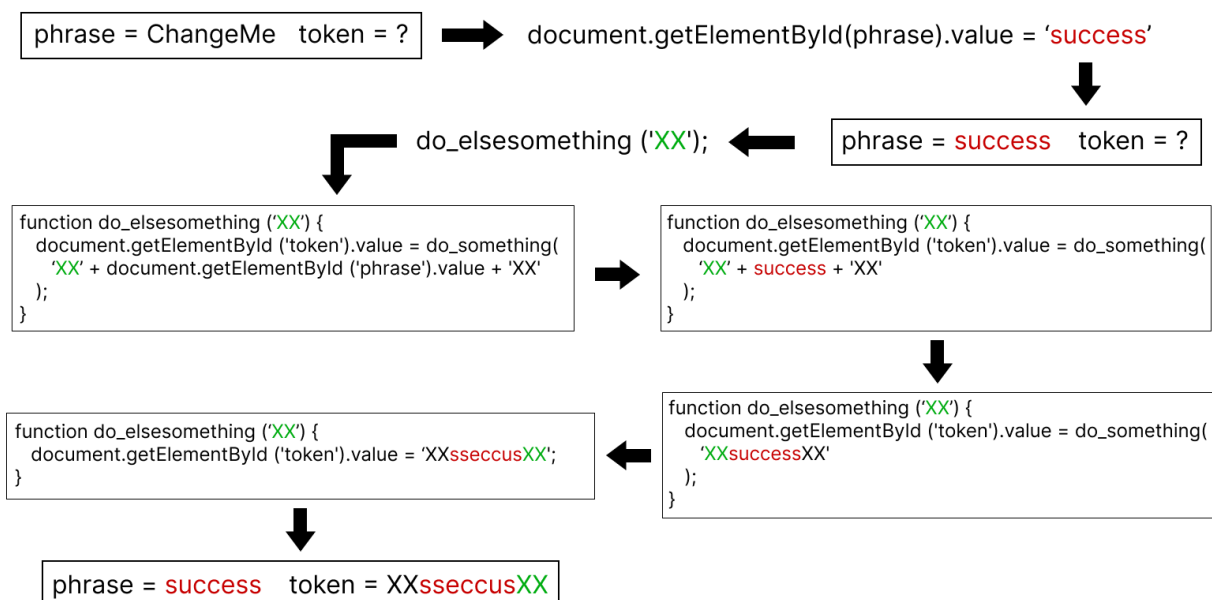 phrase = ChangeMe token = ?
document.getElementById(phrase).value = ‘success’
phrase = success token = ?
do_elsesomething ('XX');
function do_elsesomething (‘XX’) {
document.getElementById ('token').value = do_something(
‘XX’ + document.getElementById ('phrase').value + 'XX'
);
}
function do_elsesomething (‘XX’) {
document.getElementById ('token').value = do_something(
‘XX’ + success + 'XX'
);
}
function do_elsesomething (‘XX’) {
document.getElementById ('token').value = do_something(
‘XXsuccessXX'
);
}
function do_elsesomething (‘XX’) {
document.getElementById ('token').value = ‘XXsseccusXX';
}
phrase = success token = XXsseccusXX